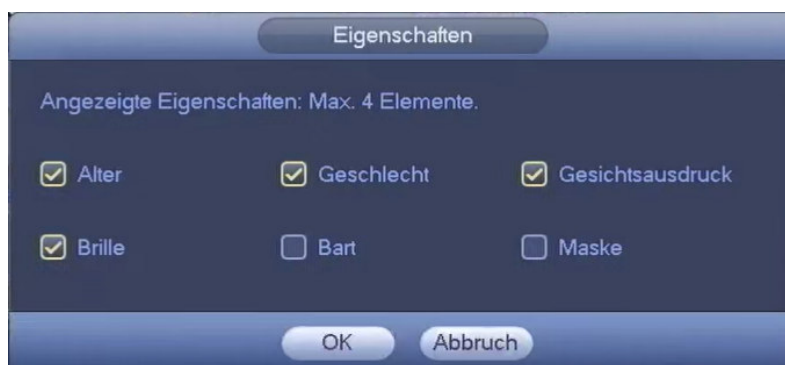 Eigenschaften
Angezeigte Eigenschaften: Max. 4 Elemente.
Alter Geschlecht Gesichtsausdruck
Brille Bart Maske
OK Abbruch